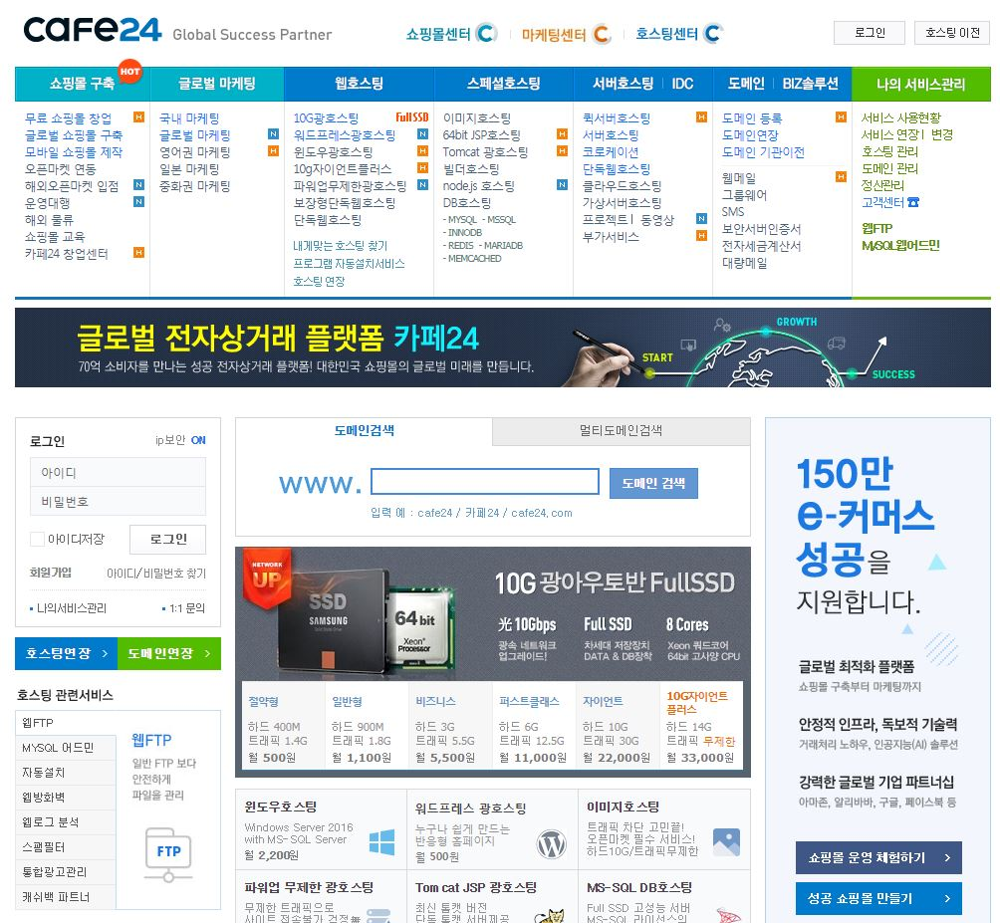 cafe24 Global Success Partner
쇼핑몰센터 C 마케팅센터 C 호스팅센터 C
로그인 호스팅 이전
쇼핑몰 구축 HOT 글로벌 마케팅 웹호스팅 스페셜호스팅 서버호스팅 IDC 도메인 BIZ솔루션 나의 서비스관리
무료 쇼핑몰 창업 H
글로벌 쇼핑몰 구축
모바일 쇼핑몰 제작
오픈마켓 연동
해외오픈마켓 입점 N
운영대행 N
해외 물류
쇼핑몰 교육
카페24 창업센터 H
국내 마케팅
글로벌 마케팅 N
영어권 마케팅 H
일본 마케팅
중화권 마케팅
10G광호스팅 FullSSD
워드프레스광호스팅 N
윈도우광호스팅 H
10g자이언트플러스 H
파워업무제한광호스팅 N
보장형단독웹호스팅
단독웹호스팅
내게맞는 호스팅 찾기
프로그램 자동설치서비스
호스팅 연장
이미지호스팅
64bit JSP호스팅 H
Tomcat 광호스팅 H
빌더호스팅
node.js 호스팅 N
DB호스팅
- MYSQL - MSSQL
- INNODB
- REDIS - MARIADB
- MEMCACHED
퀵서버호스팅 H
서버호스팅
코로케이션
단독웹호스팅
클라우드호스팅
가상서버호스팅
프로젝트 | 동영상 N
부가서비스 H
도메인 등록 H
도메인연장
도메인 기관이전
웹메일 H
그룹웨어
SMS
보안서버인증서
전자세금계산서
대량메일
서비스 사용현황
서비스 연장 | 변경
호스팅 관리
도메인 관리
정산관리
고객센터
웹FTP
MySQL웹어드민
글로벌 전자상거래 플랫폼 카페24
70억 소비자를 만나는 성공 전자상거래 플랫폼! 대한민국 쇼핑몰의 글로벌 미래를 만듭니다.
START
GROWTH
SUCCESS
로그인 ip보안 ON
아이디
비밀번호
아이디저장 로그인
회원가입 아이디/비밀번호 찾기
나의서비스관리 1:1 문의
호스팅연장 > 도메인연장 >
호스팅 관련서비스
웹FTP
MYSQL 어드민
자동설치
웹방화벽
웹로그 분석
스팸필터
통합광고관리
캐쉬백 파트너
웹FTP
일반 FTP 보다
안전하게
파일을 관리
FTP
도메인검색 멀티도메인검색
www. 도메인 검색
입력 예 : cafe24 / 카페24 / cafe24.com
NETWORK
UP
SAMSUNG
SSD
Solid State Drive
64 bit
Xeon
Processor
10G 광아우토반 FullSSD
光 10Gbps Full SSD 8 Cores
광속 네트워크 차세대 저장장치 Xeon 쿼드코어
업그레이드! DATA & DB장착 64bit 고사양 CPU
절약형
하드 400M
트래픽 1.4G
월 500원
일반형
하드 900M
트래픽 1.8G
월 1,100원
비즈니스
하드 3G
트래픽 5.5G
월 5,500원
퍼스트클래스
하드 6G
트래픽 12.5G
월 11,000원
자이언트
하드 10G
트래픽 30G
월 22,000원
10G자이언트
플러스
하드 14G
트래픽 무제한
월 33,000원
윈도우호스팅
Windows Server 2016
with MS-SQL Server
월 2,200원
워드프레스 광호스팅
누구나 쉽게 만드는
반응형 홈페이지
월 500원
이미지호스팅
트래픽 차단 고민끝!
오픈마켓 필수 서비스!
하드10G/트래픽무제한
파워업 무제한 광호스팅
무제한 트래픽으로
사이트 접속불가 걱정無
Tomcat JSP 광호스팅
최신 톰캣 버전
단독 톰캣 서버제공
MS-SQL DB호스팅
Full SSD 고성능 서버
MS-SQL 라이선스의
150만
e-커머스
성공을
지원합니다.
글로벌 최적화 플랫폼
쇼핑몰 구축부터 마케팅까지
안정적 인프라, 독보적 기술력
거래처리 노하우, 인공지능(AI) 솔루션
강력한 글로벌 기업 파트너십
아마존, 알리바바, 구글, 페이스북 등
쇼핑몰 운영 체험하기 >
성공 쇼핑몰 만들기 >